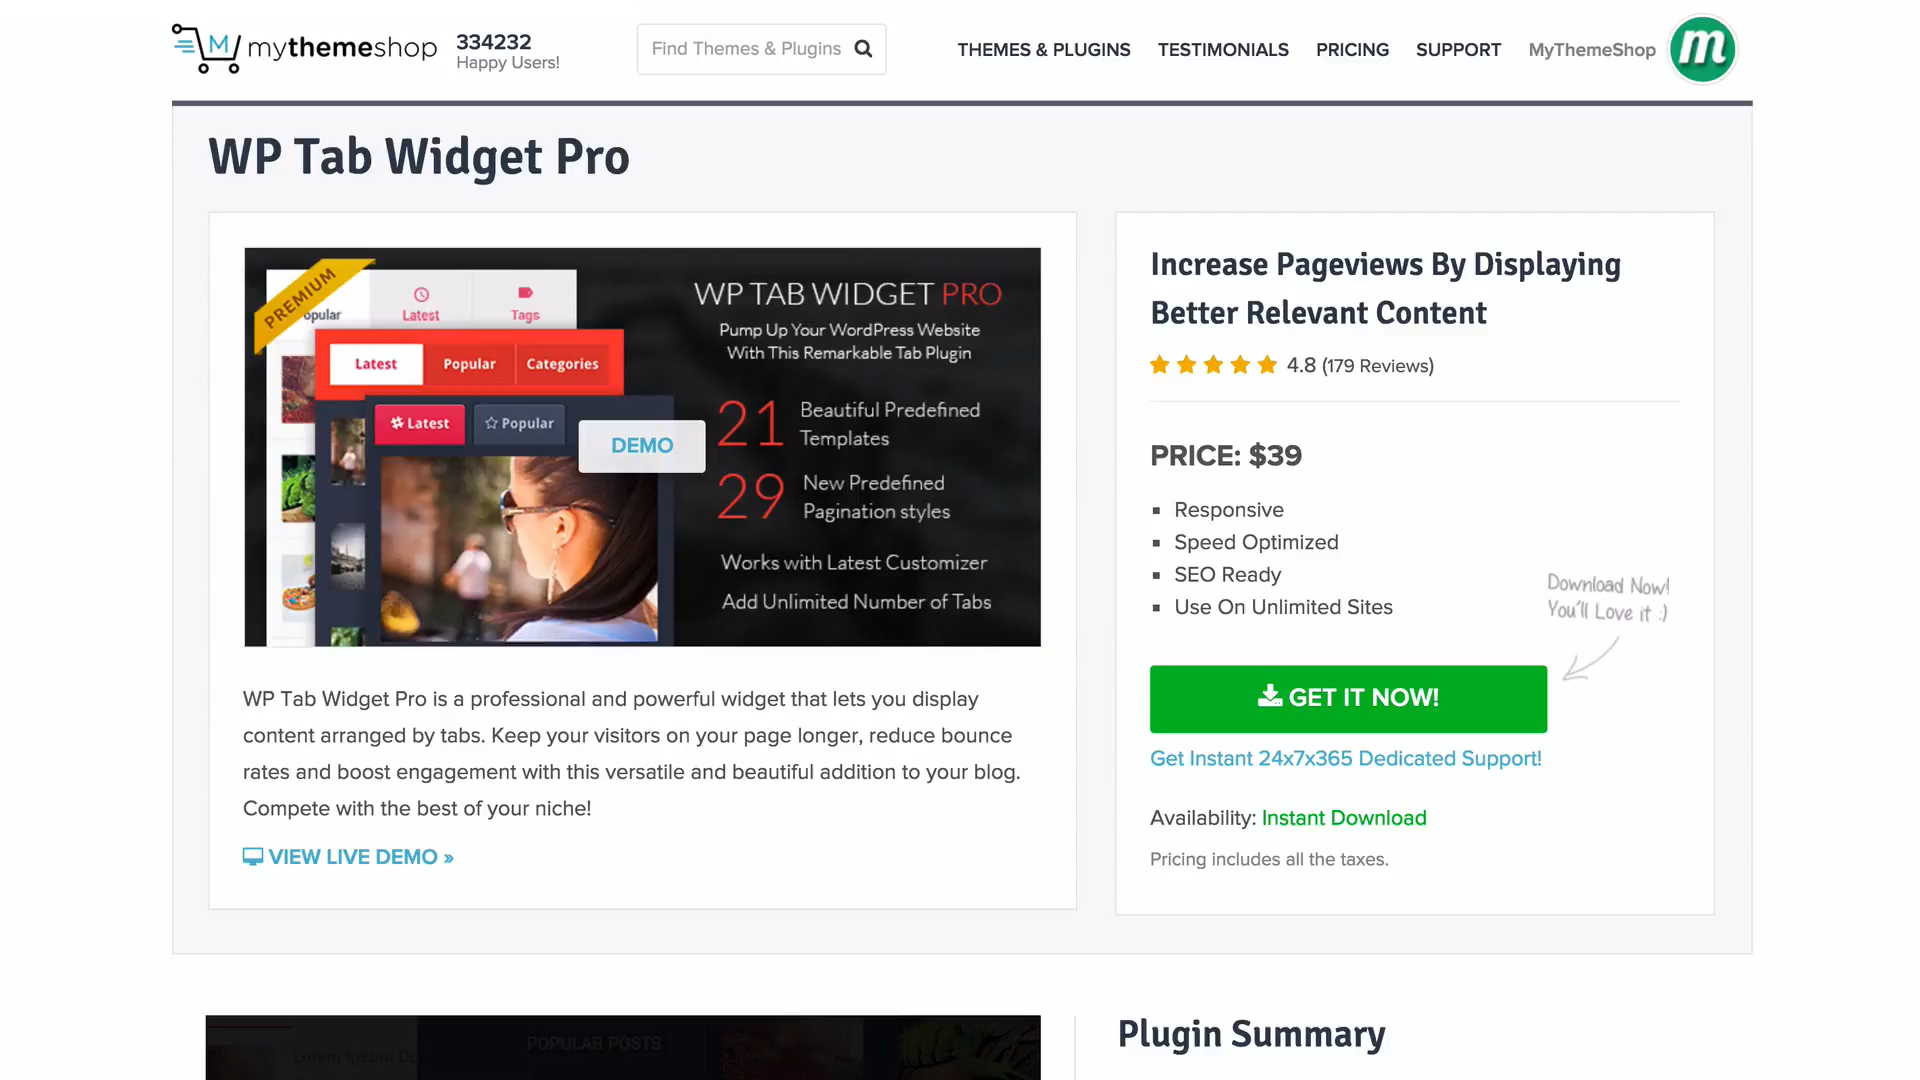 mythemeshop
334232
Happy Users!
Find Themes & Plugins
THEMES & PLUGINS
TESTIMONIALS
PRICING
SUPPORT
MyThemeShop
m
WP Tab Widget Pro
PREMIUM
opular
Latest
Tags
Latest
Popular
Categories
Latest
Popular
DEMO
WP TAB WIDGET PRO
Pump Up Your WordPress Website
With This Remarkable Tab Plugin
21 Beautiful Predefined
Templates
29 New Predefined
Pagination styles
Works with Latest Customizer
Add Unlimited Number of Tabs
WP Tab Widget Pro is a professional and powerful widget that lets you display
content arranged by tabs. Keep your visitors on your page longer, reduce bounce
rates and boost engagement with this versatile and beautiful addition to your blog.
Compete with the best of your niche!
VIEW LIVE DEMO »
Increase Pageviews By Displaying
Better Relevant Content
4.8 (179 Reviews)
PRICE: $39
Responsive
Speed Optimized
SEO Ready
Use On Unlimited Sites
Download Now!
You'll Love it :)
GET IT NOW!
Get Instant 24x7x365 Dedicated Support!
Availability: Instant Download
Pricing includes all the taxes.
Lorem Ipsum Do
POPULAR POSTS
Plugin Summary